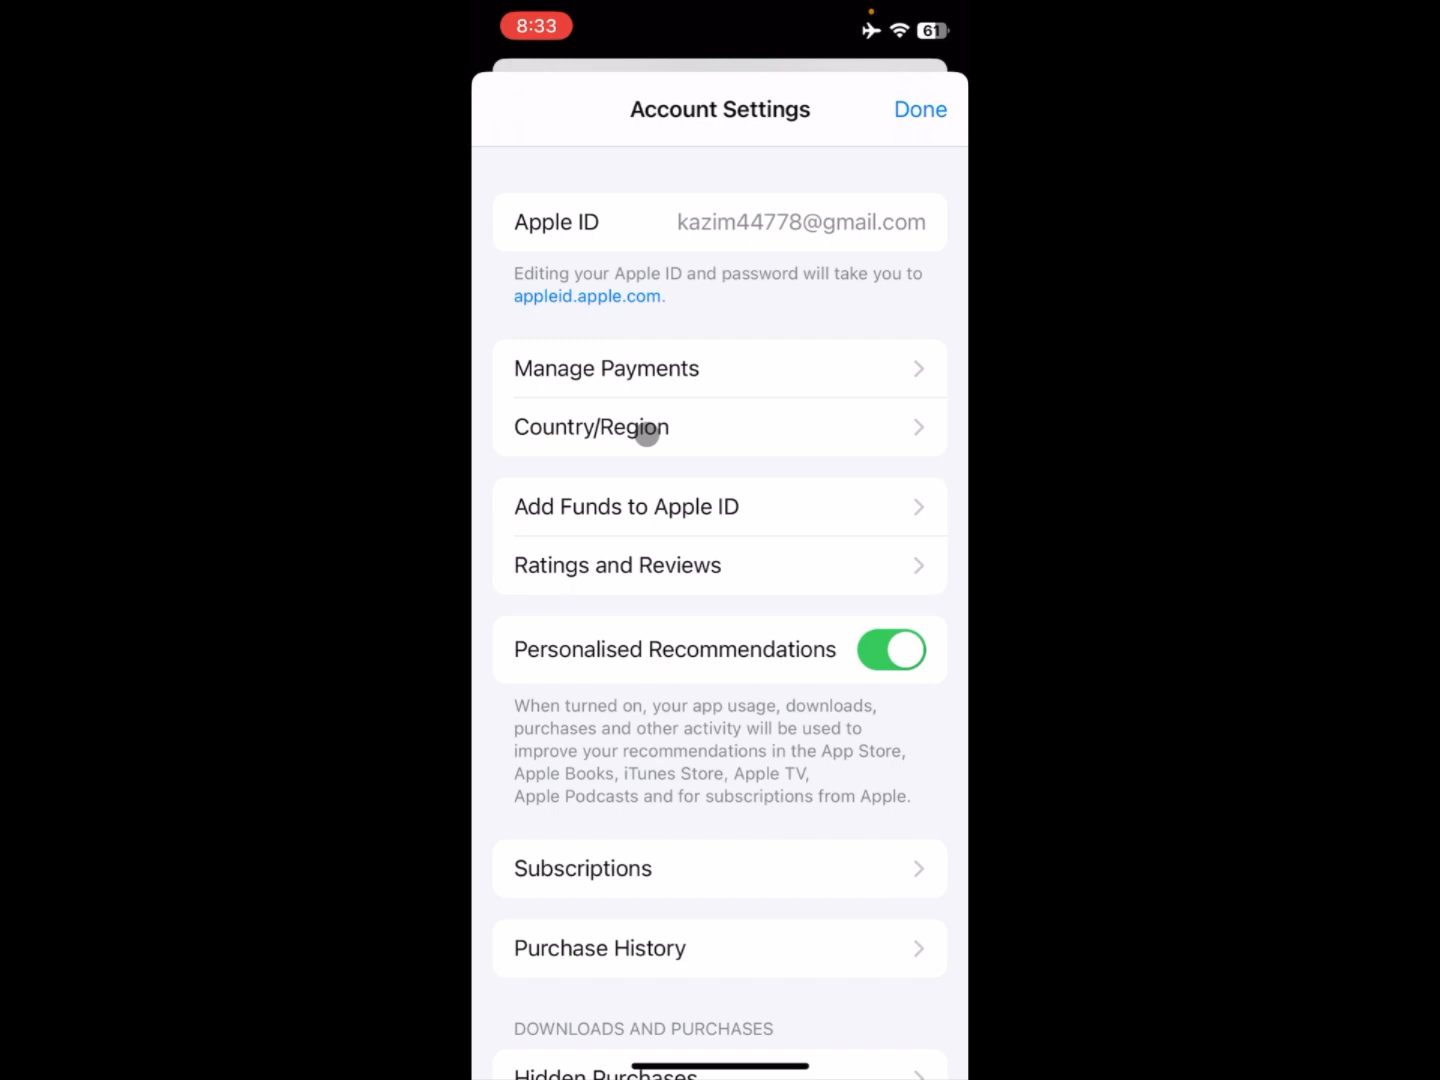 8:33
61
Account Settings
Done
Apple ID
kazim44778@gmail.com
Editing your Apple ID and password will take you to
appleid.apple.com.
Manage Payments
Country/Region
Add Funds to Apple ID
Ratings and Reviews
Personalised Recommendations
When turned on, your app usage, downloads,
purchases and other activity will be used to
improve your recommendations in the App Store,
Apple Books, iTunes Store, Apple TV,
Apple Podcasts and for subscriptions from Apple.
Subscriptions
Purchase History
DOWNLOADS AND PURCHASES
Hidden Purchases